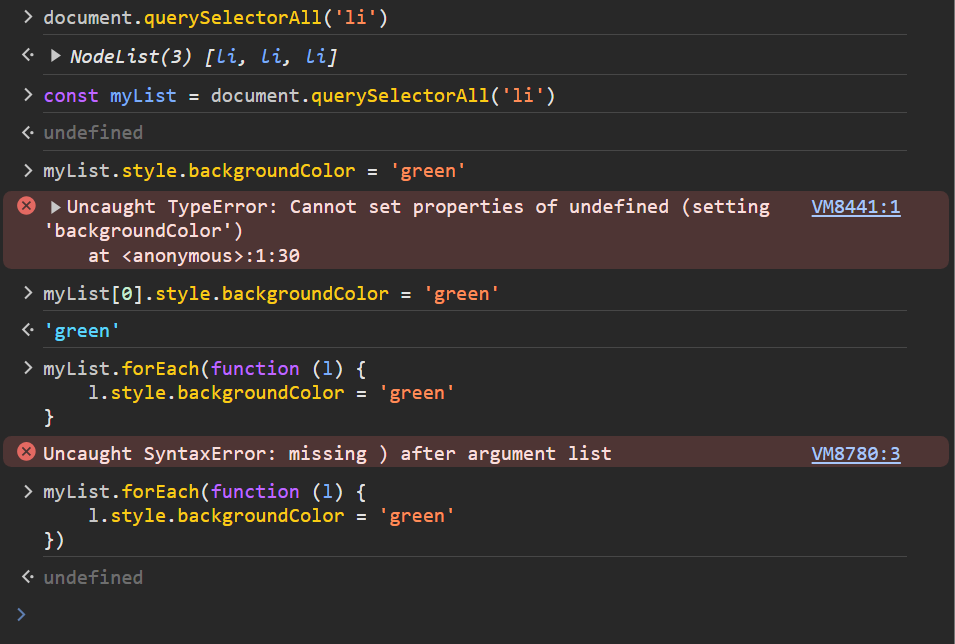 > document.querySelectorAll('li')
NodeList(3) [li, li, li]
> const myList = document.querySelectorAll('li')
undefined
> myList.style.backgroundColor = 'green'
Uncaught TypeError: Cannot set properties of undefined (setting VM8441:1
'backgroundColor')
    at <anonymous>:1:30
> myList[0].style.backgroundColor = 'green'
'green'
> myList.forEach(function (l) {
    l.style.backgroundColor = 'green'
}
Uncaught SyntaxError: missing ) after argument list VM8780:3
> myList.forEach(function (l) {
    l.style.backgroundColor = 'green'
})
undefined
>